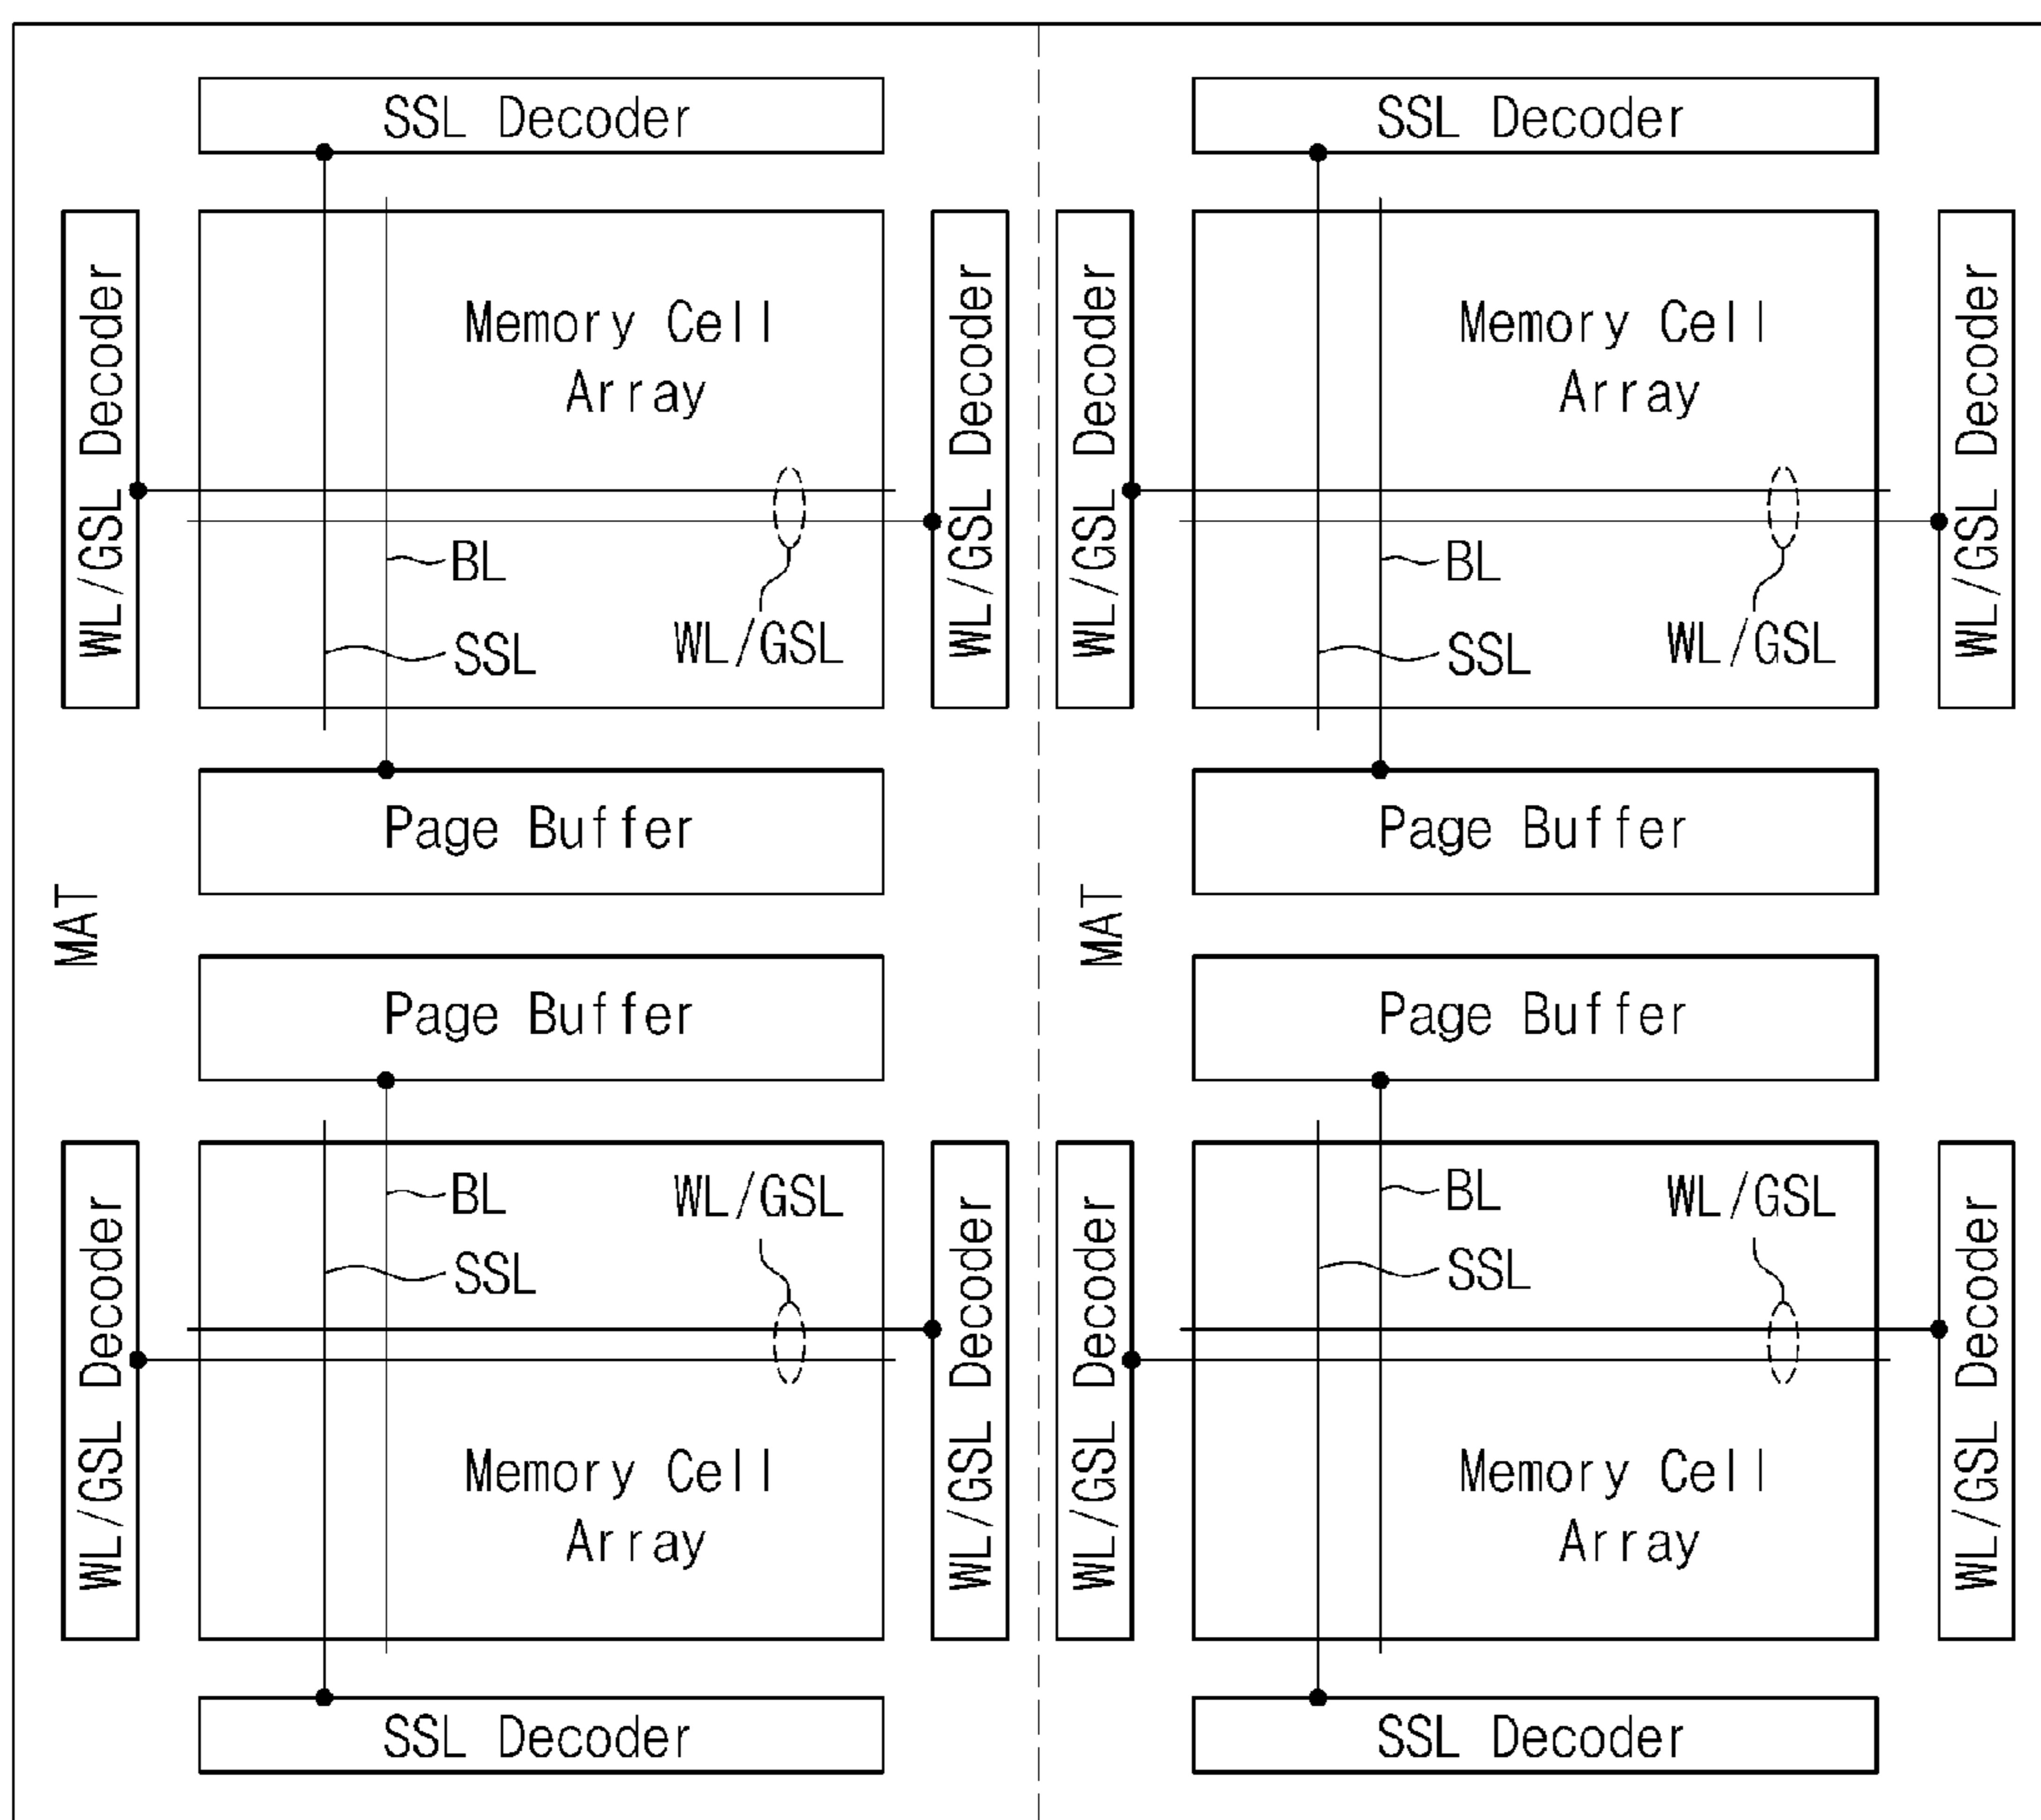 SSL Decoder
WL/GSL Decoder
Memory Cell
Array
BL
SSL
WL/GSL
WL/GSL Decoder
Page Buffer
MAT
Page Buffer
WL/GSL Decoder
BL
SSL
WL/GSL
Memory Cell
Array
WL/GSL Decoder
SSL Decoder
SSL Decoder
WL/GSL Decoder
Memory Cell
Array
BL
SSL
WL/GSL
WL/GSL Decoder
Page Buffer
MAT
Page Buffer
WL/GSL Decoder
BL
SSL
WL/GSL
Memory Cell
Array
WL/GSL Decoder
SSL Decoder